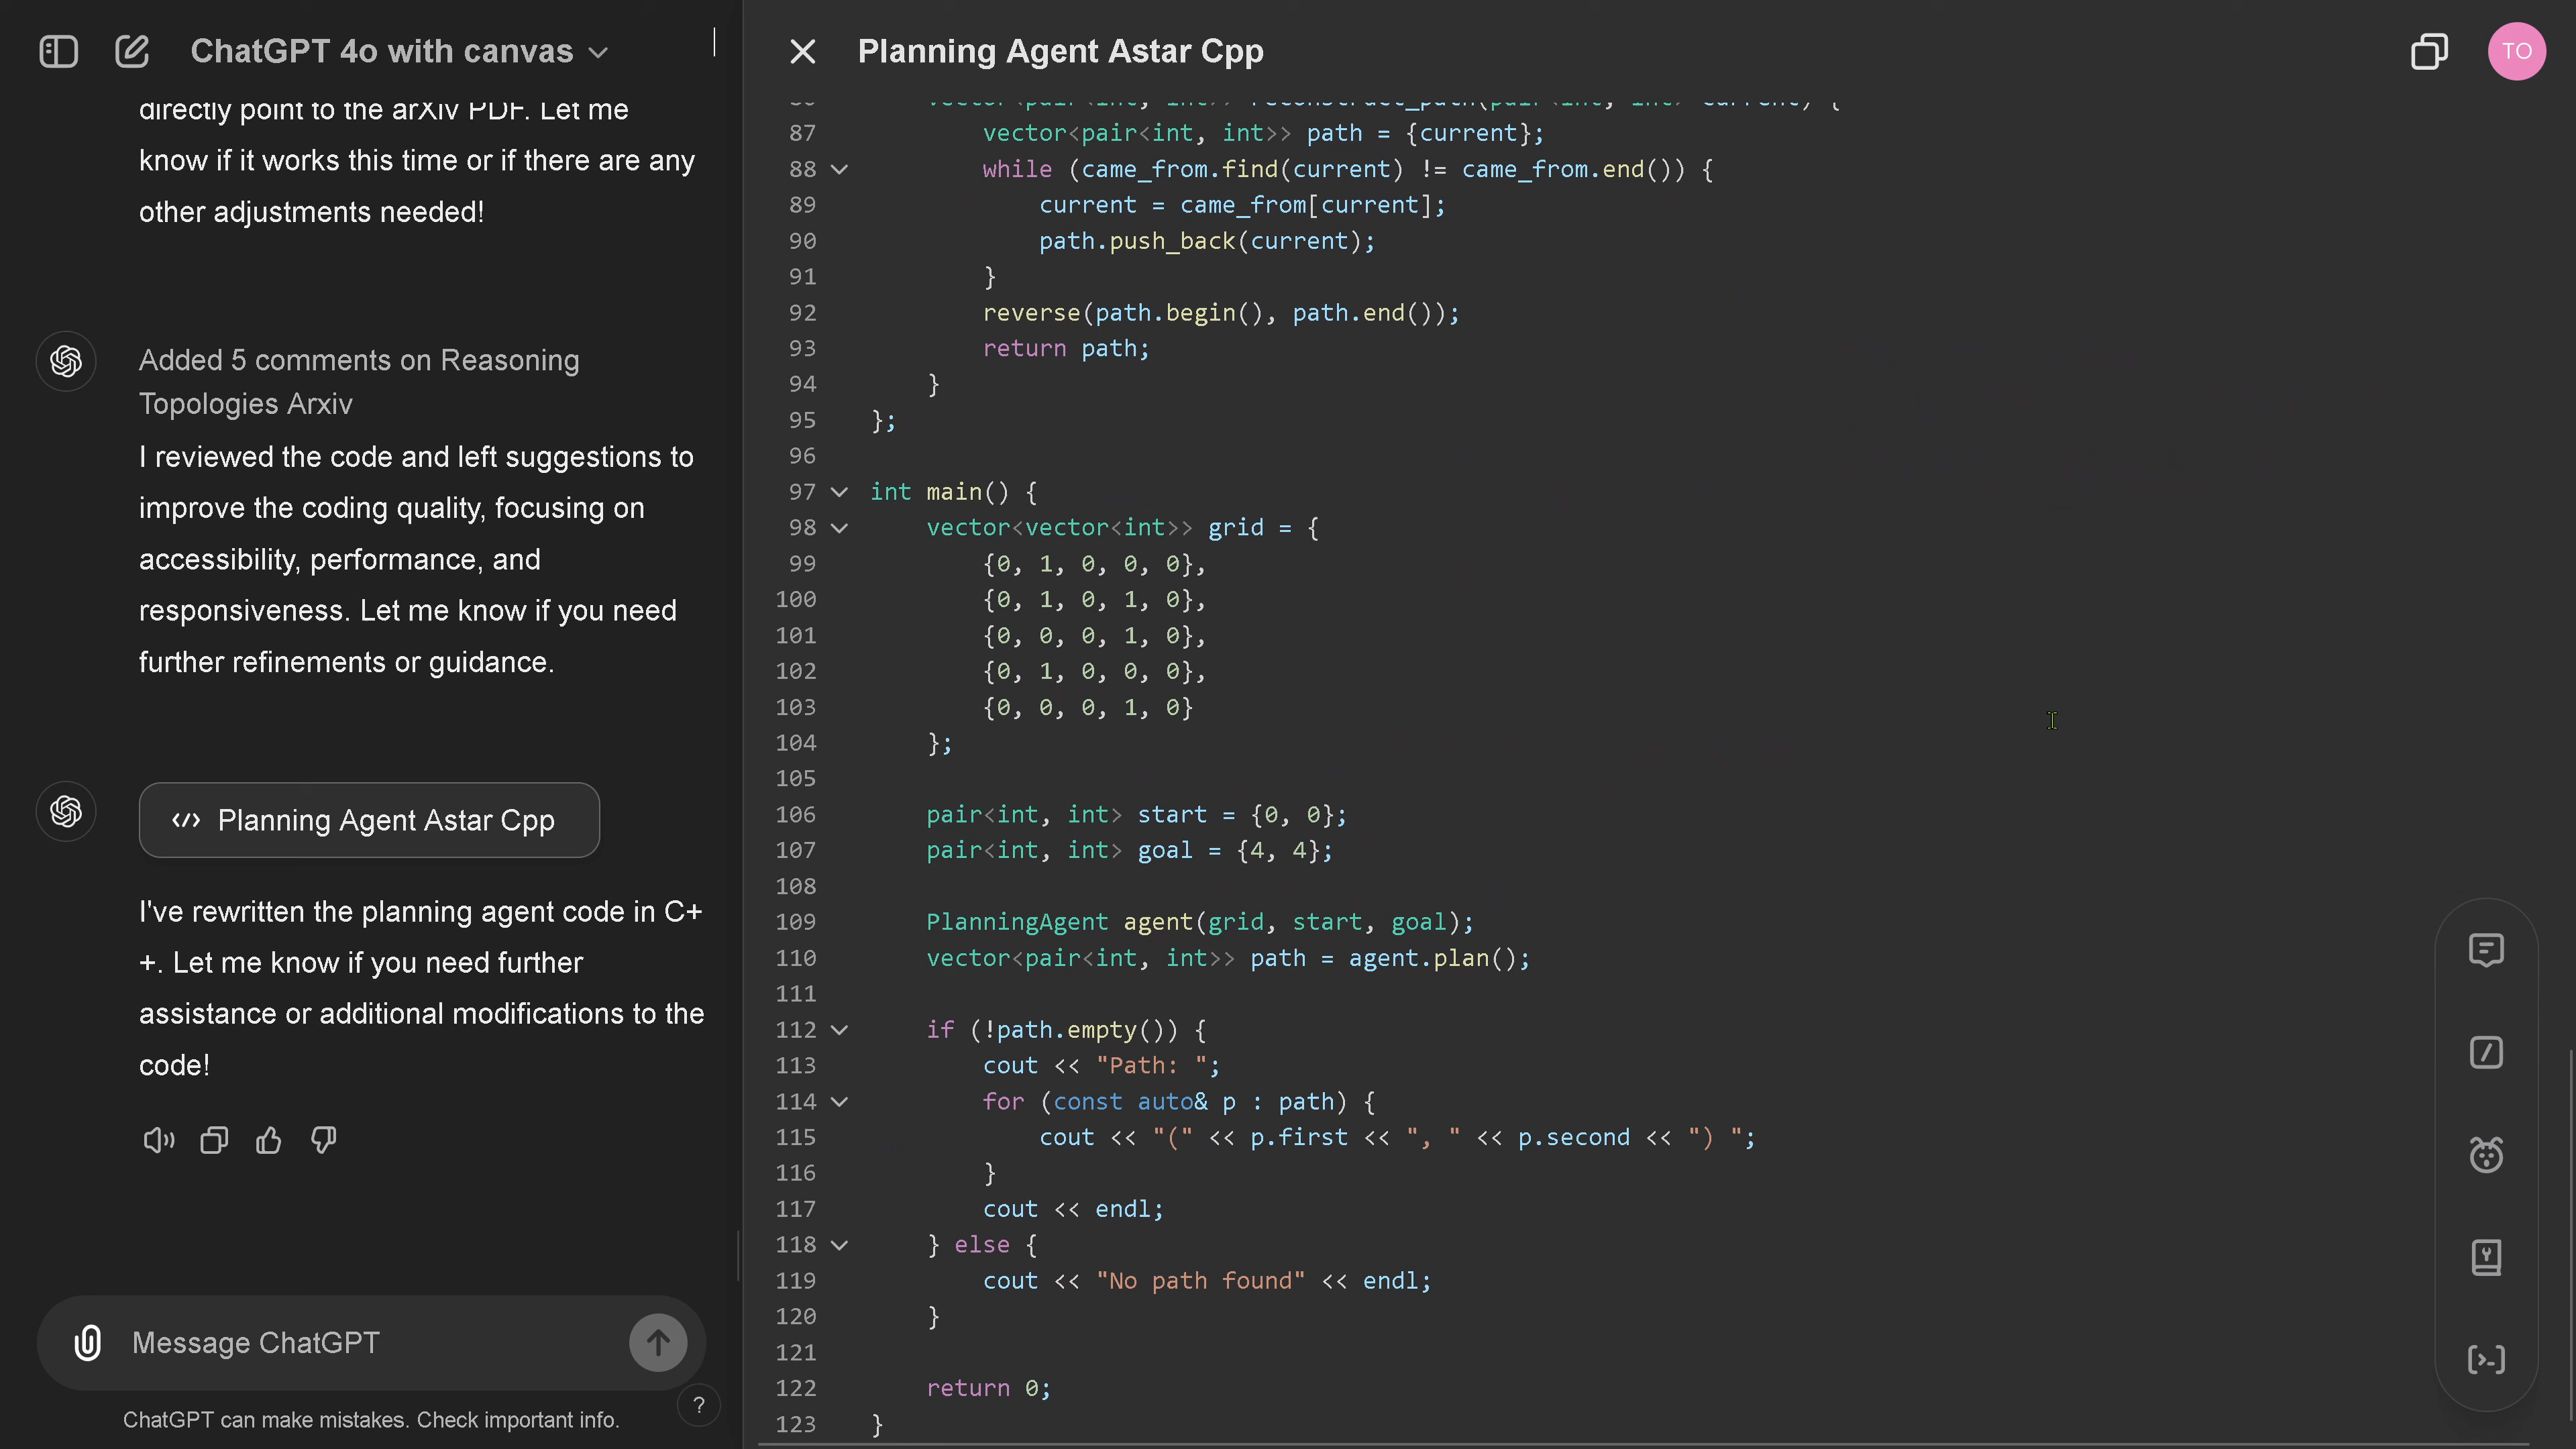 ChatGPT 4o with canvas
directly point to the arXiv PDF. Let me
know if it works this time or if there are any
other adjustments needed!
Added 5 comments on Reasoning
Topologies Arxiv
I reviewed the code and left suggestions to
improve the coding quality, focusing on
accessibility, performance, and
responsiveness. Let me know if you need
further refinements or guidance.
Planning Agent Astar Cpp
I've rewritten the planning agent code in C+
+. Let me know if you need further
assistance or additional modifications to the
code!
Message ChatGPT
?
ChatGPT can make mistakes. Check important info.
Planning Agent Astar Cpp
TO
86 vector<pair<int, int>> reconstruct_path(pair<int, int> current) {
87 vector<pair<int, int>> path = {current};
88 while (came_from.find(current) != came_from.end()) {
89 current = came_from[current];
90 path.push_back(current);
91 }
92 reverse(path.begin(), path.end());
93 return path;
94 }
95 };
96
97 int main() {
98 vector<vector<int>> grid = {
99 {0, 1, 0, 0, 0},
100 {0, 1, 0, 1, 0},
101 {0, 0, 0, 1, 0},
102 {0, 1, 0, 0, 0},
103 {0, 0, 0, 1, 0}
104 };
105
106 pair<int, int> start = {0, 0};
107 pair<int, int> goal = {4, 4};
108
109 PlanningAgent agent(grid, start, goal);
110 vector<pair<int, int>> path = agent.plan();
111
112 if (!path.empty()) {
113 cout << "Path: ";
114 for (const auto& p : path) {
115 cout << "(" << p.first << ", " << p.second << ") ";
116 }
117 cout << endl;
118 } else {
119 cout << "No path found" << endl;
120 }
121
122 return 0;
123 }